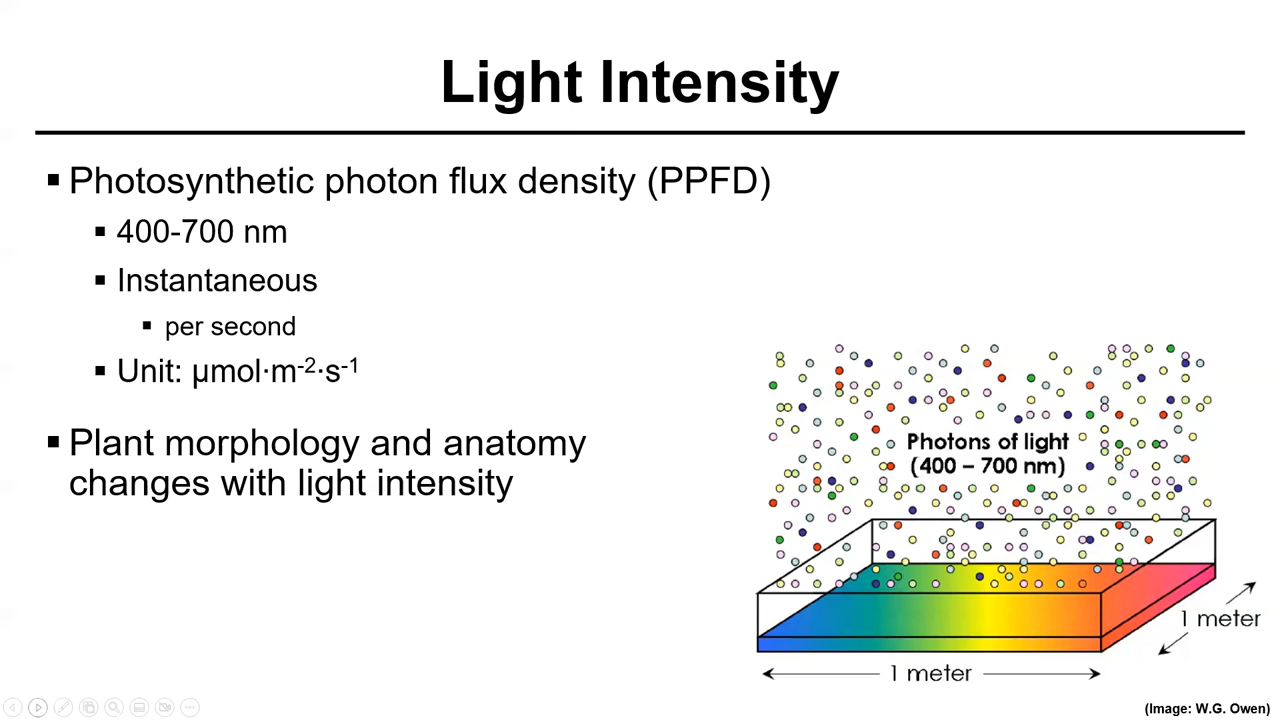 Light Intensity
▪ Photosynthetic photon flux density (PPFD)
▪ 400-700 nm
▪ Instantaneous
▪ per second
▪ Unit: µmol·m⁻²·s⁻¹
▪ Plant morphology and anatomy
changes with light intensity
Photons of light
(400 – 700 nm)
1 meter
1 meter
(Image: W.G. Owen)